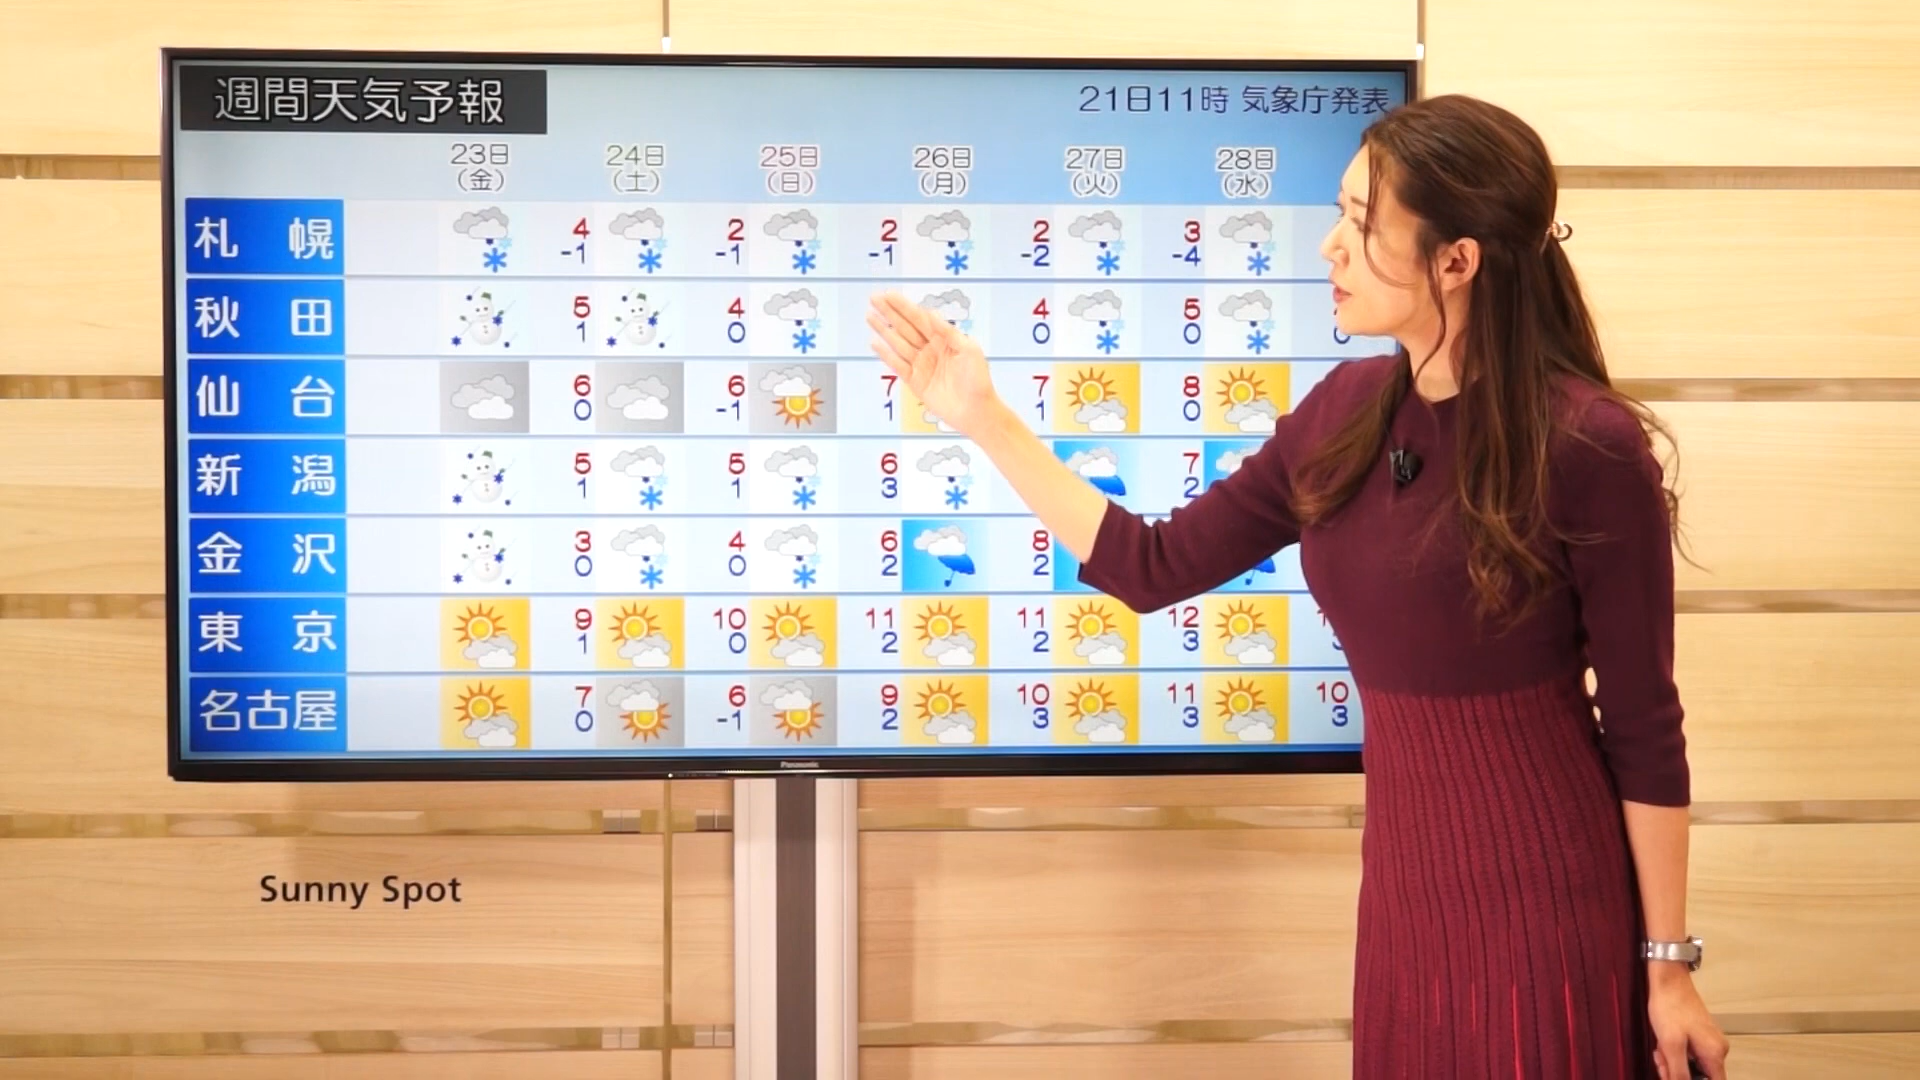 週間天気予報
21日11時 気象庁発表
23日 24日 25日 26日 27日 28日
(金) (土) (日) (月) (火) (水)
札幌 4 2 2 2 3
-1 -1 -1 -2 -4
秋田 5 4 4 5
1 0 0 0 0
仙台 6 6 7 7 8
0 -1 1 1 0
新潟 5 5 6 7
1 1 3 2
金沢 3 4 6 8
0 0 2 2
東京 9 10 11 11 12
1 0 2 2 3
名古屋 7 6 9 10 11 10
0 -1 2 3 3 3
Panasonic
Sunny Spot